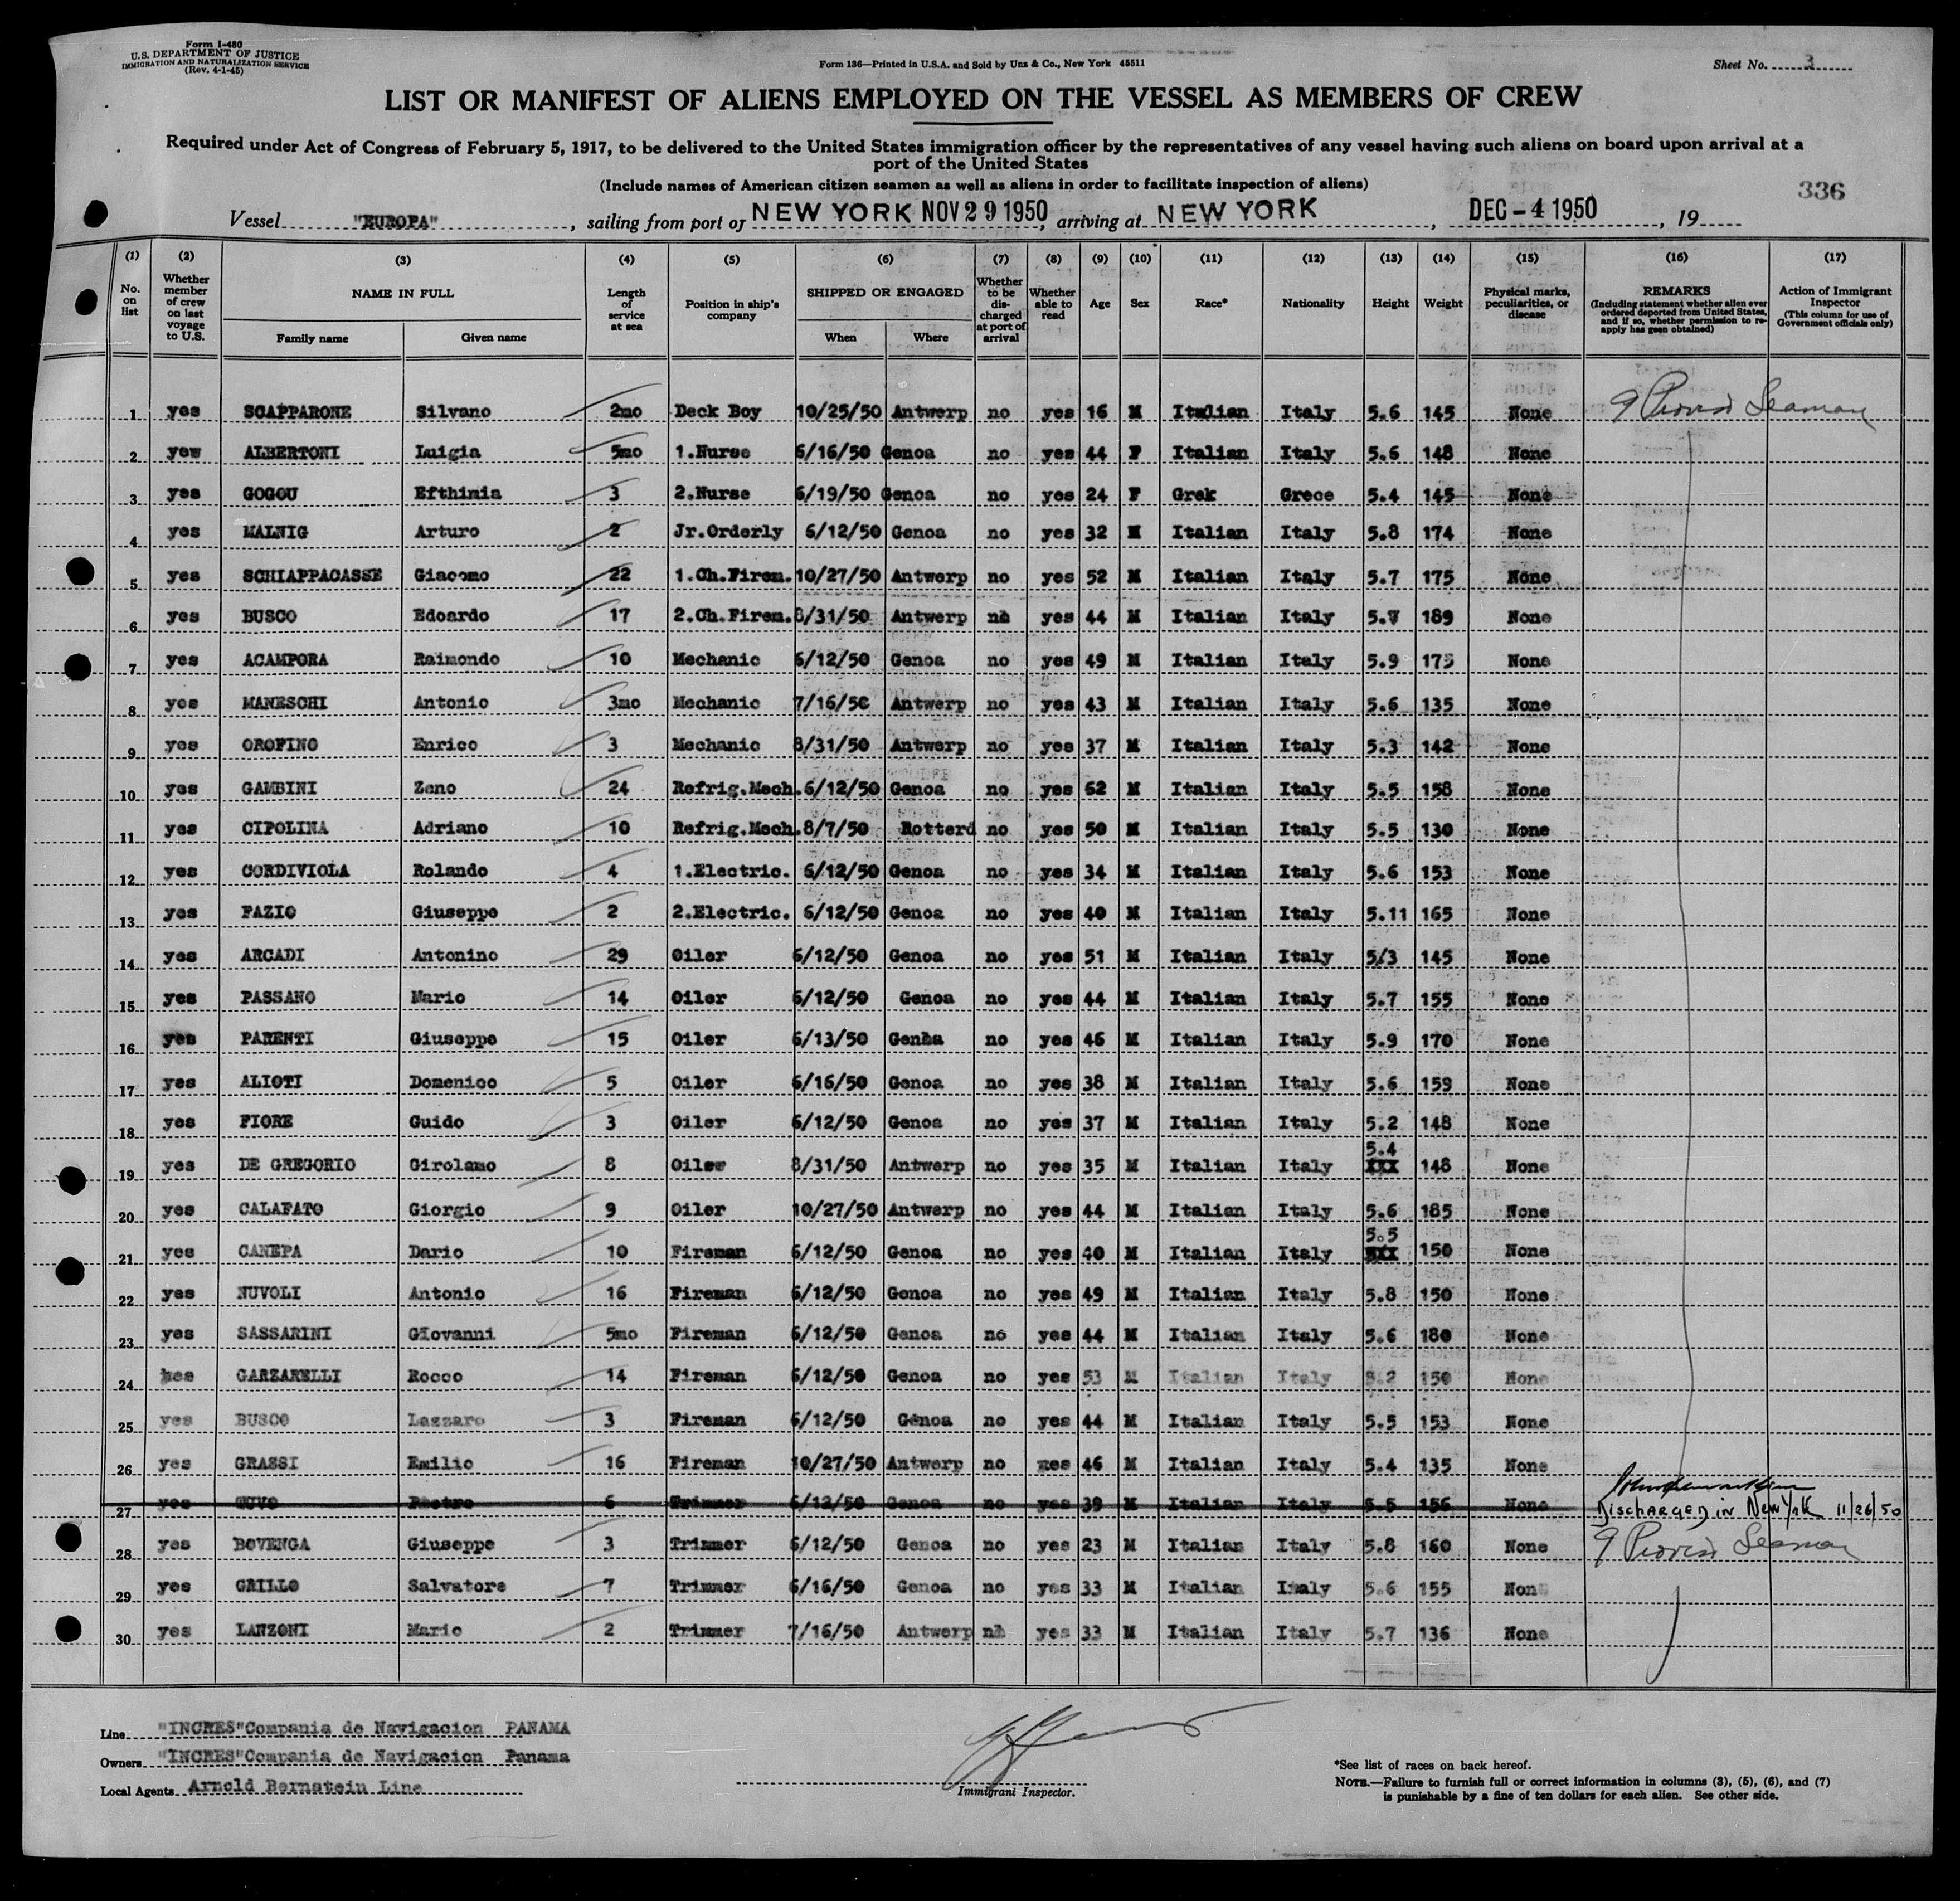 Form I-480
U.S. DEPARTMENT OF JUSTICE
IMMIGRATION AND NATURALIZATION SERVICE
(Rev. 4-1-45)
Form 136—Printed in U.S.A. and Sold by Unz & Co., New York 45511
Sheet No. 3
LIST OR MANIFEST OF ALIENS EMPLOYED ON THE VESSEL AS MEMBERS OF CREW
Required under Act of Congress of February 5, 1917, to be delivered to the United States immigration officer by the representatives of any vessel having such aliens on board upon arrival at a
port of the United States
(Include names of American citizen seamen as well as aliens in order to facilitate inspection of aliens)
336
Vessel "EUROPA", sailing from port of NEW YORK NOV 29 1950, arriving at NEW YORK, DEC -4 1950, 19
(1) No. on list (2) Whether member of crew on last voyage to U.S. (3) NAME IN FULL Family name Given name (4) Length of service at sea (5) Position in ship's company (6) SHIPPED OR ENGAGED When Where (7) Whether to be discharged at port of arrival (8) Whether able to read (9) Age (10) Sex (11) Race* (12) Nationality (13) Height (14) Weight (15) Physical marks, peculiarities, or disease (16) REMARKS (Including statement whether alien ever ordered deported from United States, and if so, whether permission to re-apply has geen obtained) (17) Action of Immigrant Inspector (This column for use of Government officials only)
1 yes SCAPPARONE Silvano 2mo Deck Boy 10/25/50 Antwerp no yes 16 M Italian Italy 5.6 145 None Seaman
2 yew ALBERTONI Luigia 5mo 1.Nurse 6/16/50 Genoa no yes 44 F Italian Italy 5.6 148 None
3 yes GOGOU Efthimia 3 2.Nurse 6/19/50 Genoa no yes 24 F Grek Grece 5.4 145 None
4 yes MALNIG Arturo 2 Jr.Orderly 6/12/50 Genoa no yes 32 M Italian Italy 5.8 174 None
5 yes SCHIAPPACASSE Giacomo 22 1.Ch.Firem. 10/27/50 Antwerp no yes 52 M Italian Italy 5.7 175 None
6 yes BUSCO Edoardo 17 2.Ch.Firem. 8/31/50 Antwerp no yes 44 M Italian Italy 5.7 189 None
7 yes ACAMPORA Raimondo 10 Mechanic 6/12/50 Genoa no yes 49 M Italian Italy 5.9 175 None
8 yes MANESCHI Antonio 3mo Mechanic 7/16/50 Antwerp no yes 43 M Italian Italy 5.6 135 None
9 yes OROFINO Enrico 3 Mechanic 8/31/50 Antwerp no yes 37 M Italian Italy 5.3 142 None
10 yes GAMBINI Zeno 24 Refrig.Mech. 6/12/50 Genoa no yes 62 M Italian Italy 5.5 158 None
11 yes CIPOLINA Adriano 10 Refrig.Mech. 8/7/50 Rotterd no yes 50 M Italian Italy 5.5 130 None
12 yes CORDIVIOLA Rolando 4 1.Electric. 6/12/50 Genoa no yes 34 M Italian Italy 5.6 153 None
13 yes FAZIO Giuseppe 2 2.Electric. 6/12/50 Genoa no yes 40 M Italian Italy 5.11 165 None
14 yes ARCADI Antonino 29 Oiler 6/12/50 Genoa no yes 51 M Italian Italy 5/3 145 None
15 yes PASSANO Mario 14 Oiler 6/12/50 Genoa no yes 44 M Italian Italy 5.7 155 None
16 yes PARENTI Giuseppe 15 Oiler 6/13/50 Genoa no yes 46 M Italian Italy 5.9 170 None
17 yes ALIOTI Domenico 5 Oiler 6/16/50 Genoa no yes 38 M Italian Italy 5.6 159 None
18 yes FIORE Guido 3 Oiler 6/12/50 Genoa no yes 37 M Italian Italy 5.2 148 None
19 yes DE GREGORIO Girolamo 8 Oiler 8/31/50 Antwerp no yes 35 M Italian Italy 5.4 XXX 148 None
20 yes CALAFATO Giorgio 9 Oiler 10/27/50 Antwerp no yes 44 M Italian Italy 5.6 185 None
21 yes CANEPA Dario 10 Fireman 6/12/50 Genoa no yes 40 M Italian Italy 5.5 XXX 150 None
22 yes NUVOLI Antonio 16 Fireman 6/12/50 Genoa no yes 49 M Italian Italy 5.8 150 None
23 yes SASSARINI GIovanni 5mo Fireman 6/12/50 Genoa no yes 44 M Italian Italy 5.6 180 None
24 yes GARZARELLI Rocco 14 Fireman 6/12/50 Genoa no yes 53 M Italian Italy 5.2 150 None
25 yes BUSCO Lazzaro 3 Fireman 6/12/50 Genoa no yes 44 M Italian Italy 5.5 153 None
26 yes GRASSI Emilio 16 Fireman 10/27/50 Antwerp no yes 46 M Italian Italy 5.4 135 None
27 yes Pietro 6 Trimmer 6/12/50 Genoa no yes 39 M Italian Italy 5.5 156 None DISCHARGED IN NEW YORK 11/26/50
28 yes BOVENGA Giuseppe 3 Trimmer 6/12/50 Genoa no yes 23 M Italian Italy 5.8 160 None Seaman
29 yes GRILLO Salvatore 7 Trimmer 6/16/50 Genoa no yes 33 M Italian Italy 5.6 155 None
30 yes LANZONI Mario 2 Trimmer 7/16/50 Antwerp no yes 33 M Italian Italy 5.7 136 None
Line "INCRES"Compania de Navigacion PANAMA
Owners "INCRES"Compania de Navigacion Panama
Local Agents Arnold Bernstein Line
Immigrant Inspector.
*See list of races on back hereof.
NOTE.—Failure to furnish full or correct information in columns (3), (5), (6), and (7)
is punishable by a fine of ten dollars for each alien. See other side.